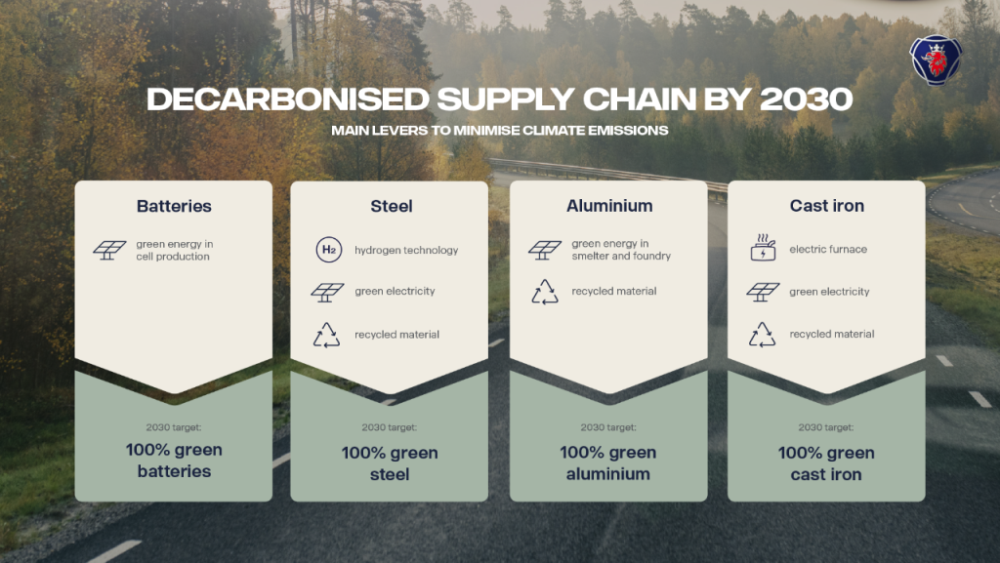 DECARBONISED SUPPLY CHAIN BY 2030
MAIN LEVERS TO MINIMISE CLIMATE EMISSIONS
Batteries
green energy in
cell production
2030 target:
100% green
batteries
Steel
H2
hydrogen technology
green electricity
recycled material
2030 target:
100% green
steel
Aluminium
green energy in
smelter and foundry
recycled material
2030 target:
100% green
aluminium
Cast iron
electric furnace
green electricity
recycled material
2030 target:
100% green
cast iron